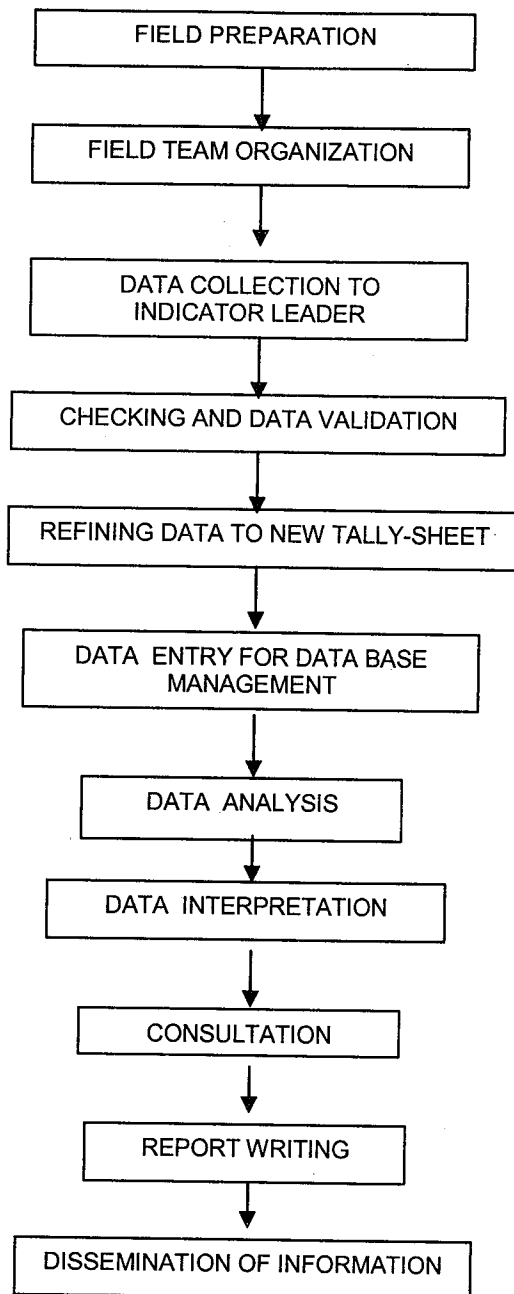 FIELD PREPARATION
FIELD TEAM ORGANIZATION
DATA COLLECTION TO
INDICATOR LEADER
CHECKING AND DATA VALIDATION
REFINING DATA TO NEW TALLY-SHEET
DATA ENTRY FOR DATA BASE
MANAGEMENT
DATA ANALYSIS
DATA INTERPRETATION
CONSULTATION
REPORT WRITING
DISSEMINATION OF INFORMATION